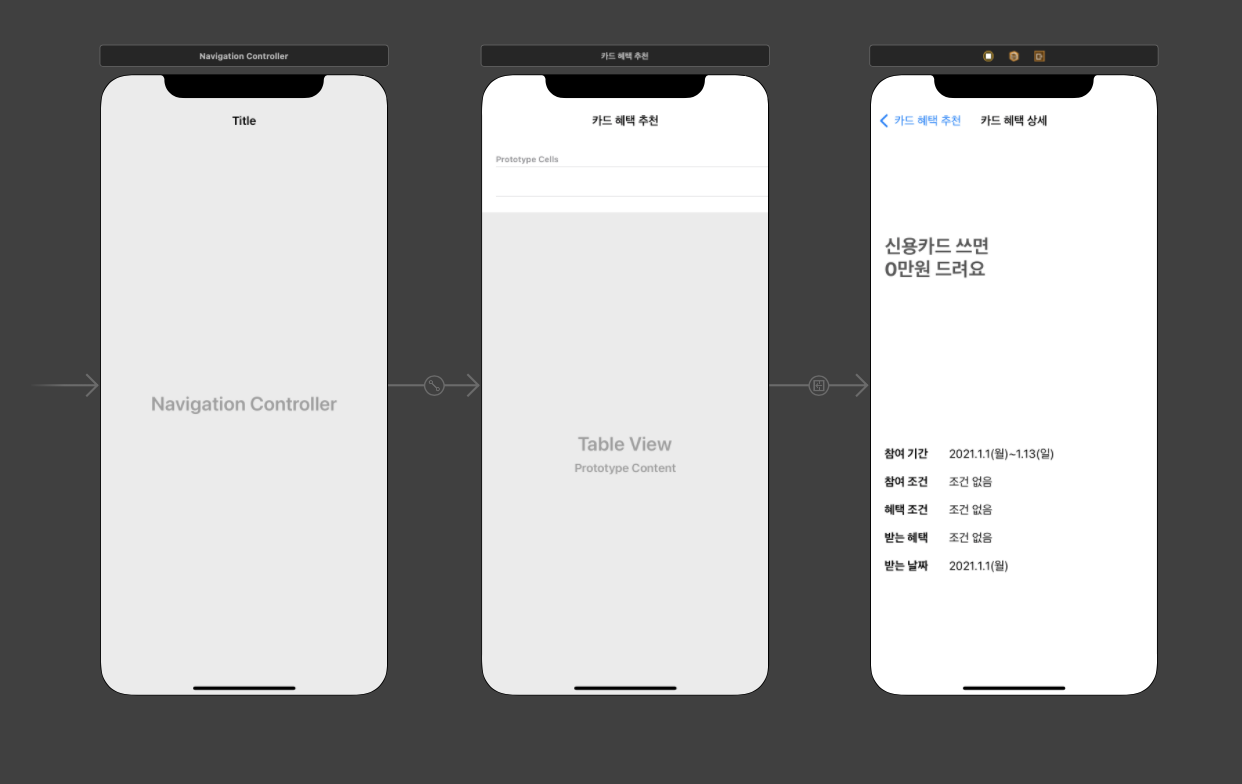 Navigation Controller
Title
Navigation Controller
카드 혜택 추천
카드 혜택 추천
Prototype Cells
Table View
Prototype Content
카드 혜택 추천 카드 혜택 상세
신용카드 쓰면
0만원 드려요
참여 기간 2021.1.1(월)~1.13(일)
참여 조건 조건 없음
혜택 조건 조건 없음
받는 혜택 조건 없음
받는 날짜 2021.1.1(월)